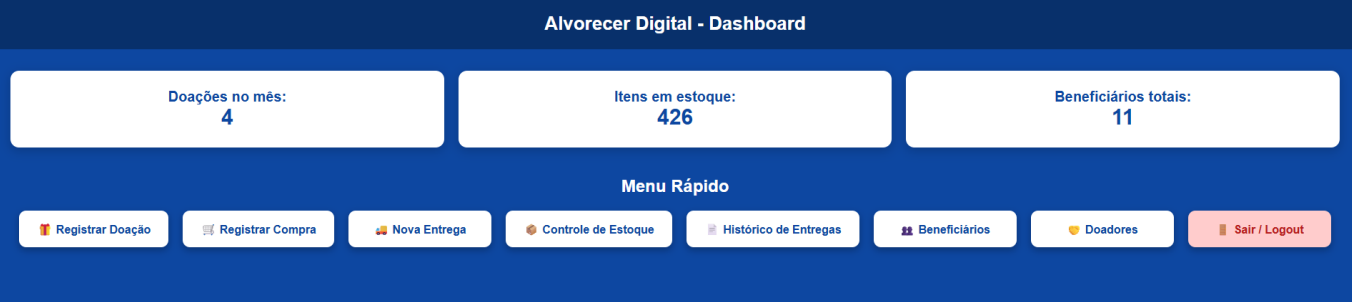 Alvorecer Digital - Dashboard
Doações no mês:
4
Itens em estoque:
426
Beneficiários totais:
11
Menu Rápido
Registrar Doação
Registrar Compra
Nova Entrega
Controle de Estoque
Histórico de Entregas
Beneficiários
Doadores
Sair / Logout